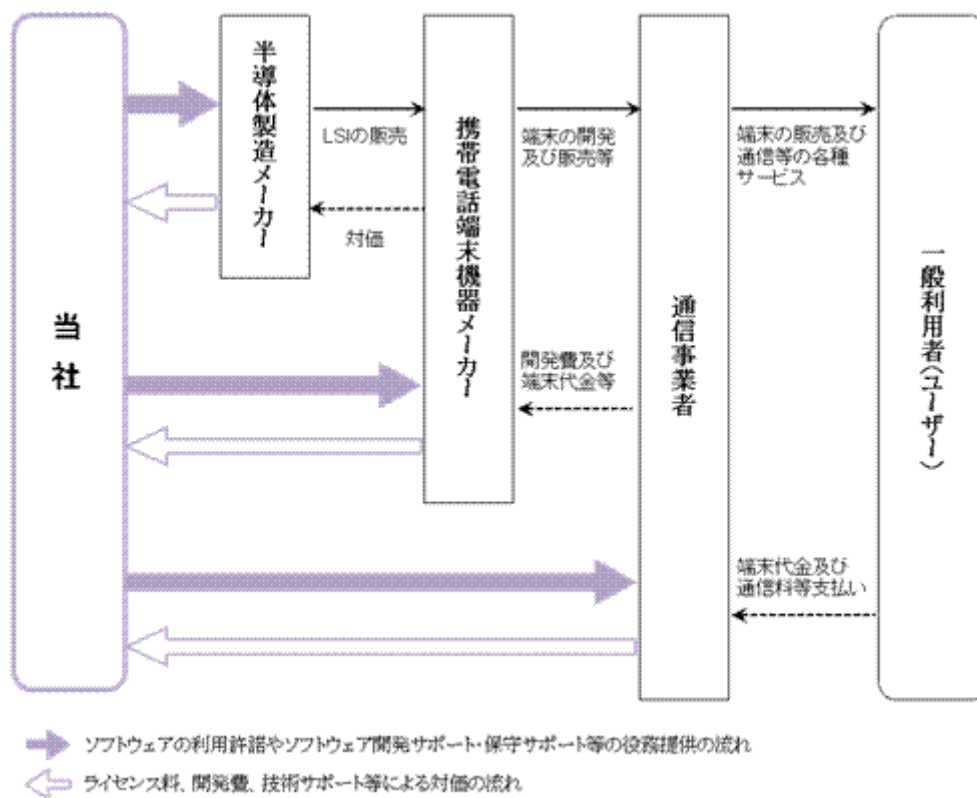 当社
半導体製造メーカー
LSIの販売
対価
携帯電話端末機器メーカー
端末の開発
及び販売等
開発費及び
端末代金等
通信事業者
端末の販売及び
通信等の各種
サービス
端末代金及び
通信料等支払い
一般利用者(ユーザー)
ソフトウェアの利用許諾やソフトウェア開発サポート・保守サポート等の役務提供の流れ
ライセンス料、開発費、技術サポート等による対価の流れ